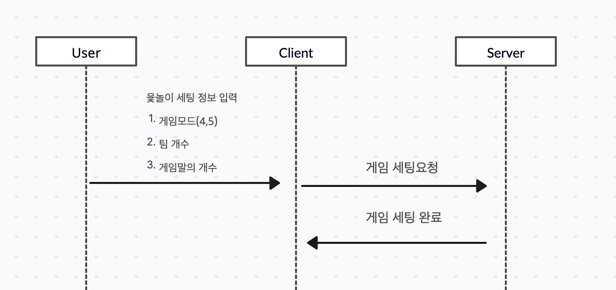 User
Client
Server
윷놀이 세팅 정보 입력
1. 게임모드(4,5)
2. 팀 개수
3. 게임말의 개수
게임 세팅요청
게임 세팅 완료